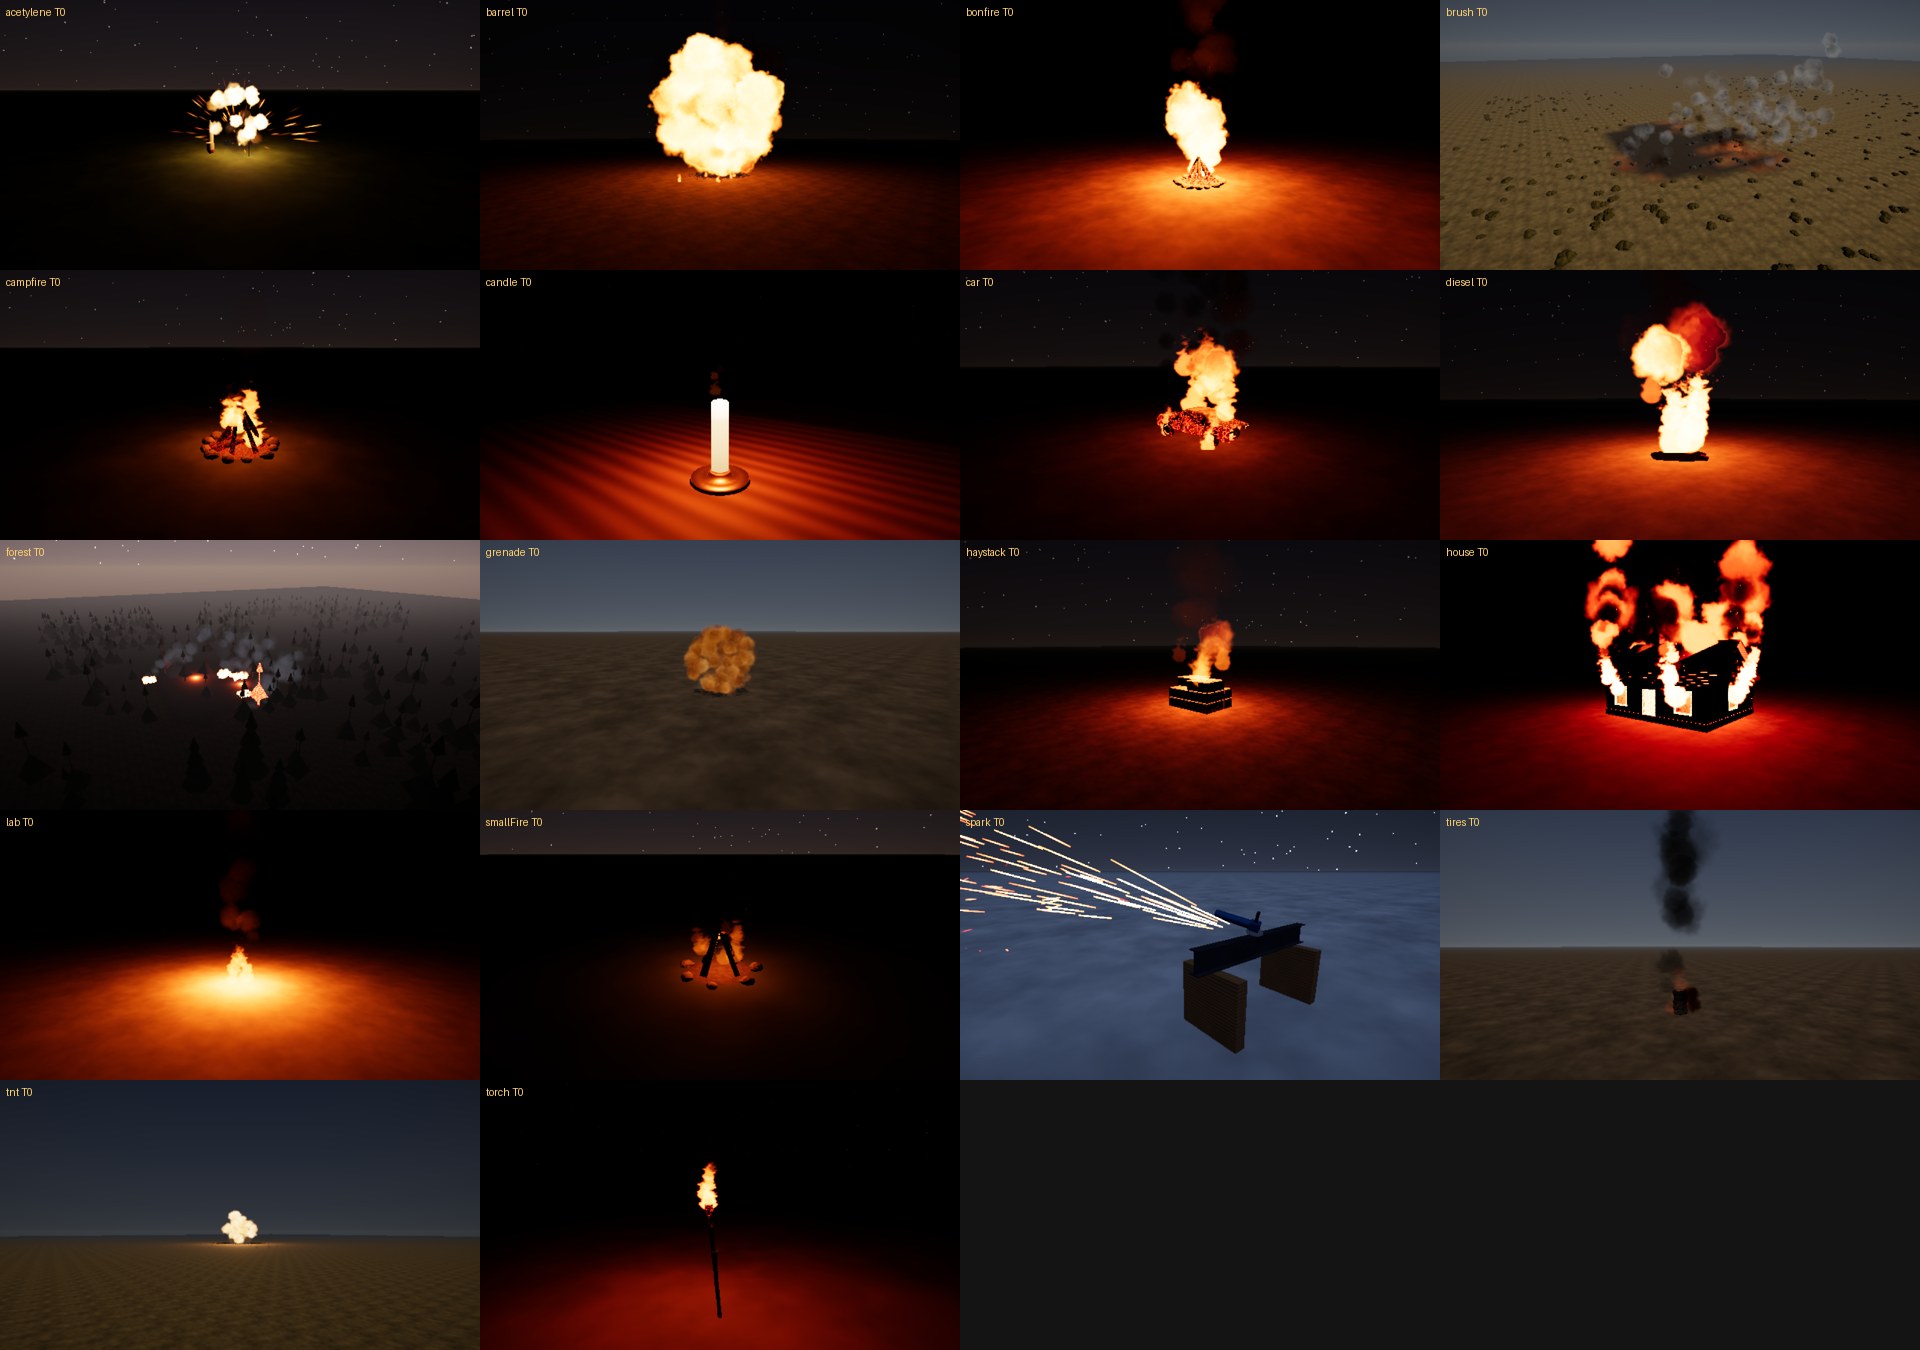 acetylene T0
barrel T0
bonfire T0
brush T0
campfire T0
candle T0
car T0
diesel T0
forest T0
grenade T0
haystack T0
house T0
lab T0
smallFire T0
spark T0
tires T0
tnt T0
torch T0